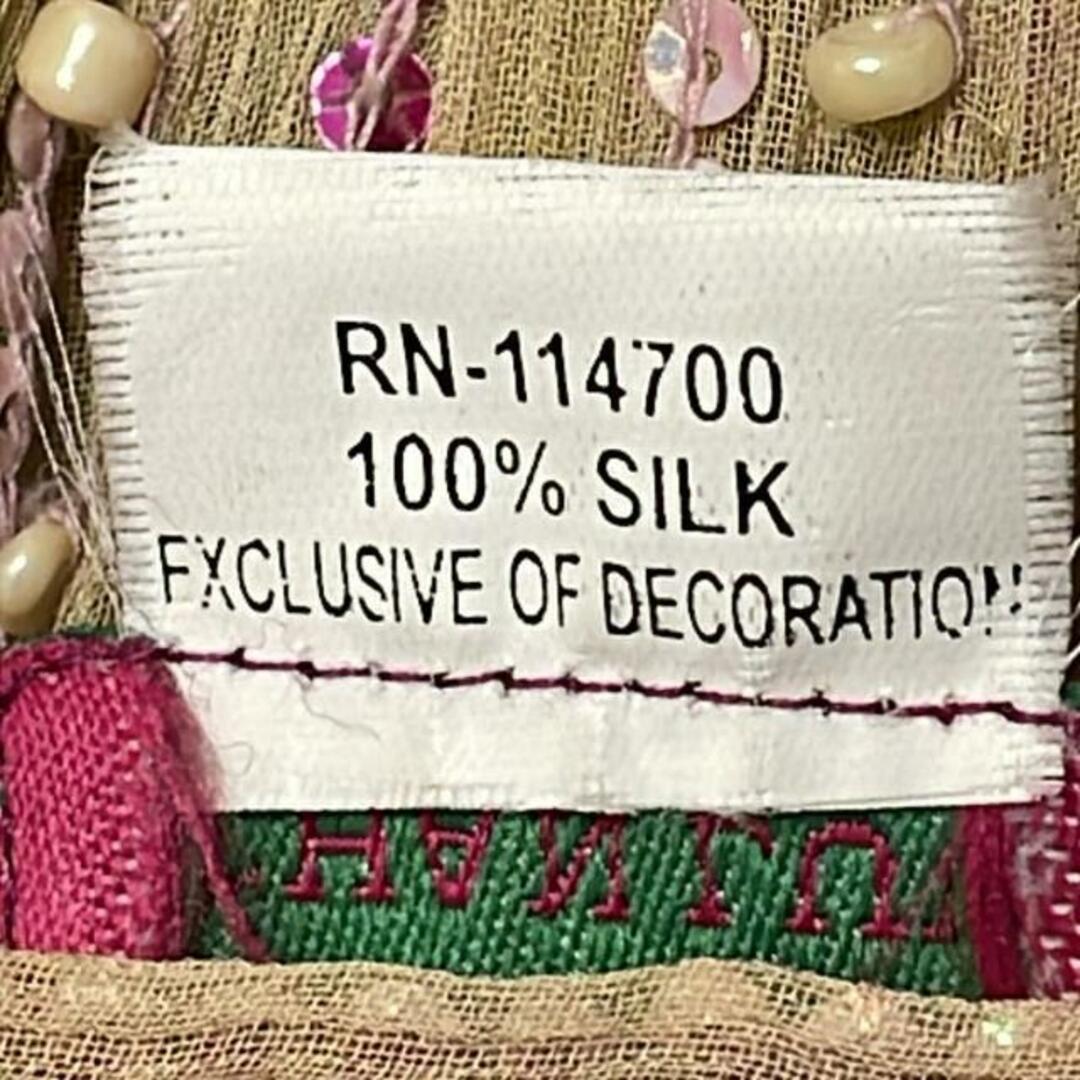 RN-114700
100% SILK
EXCLUSIVE OF DECORATION